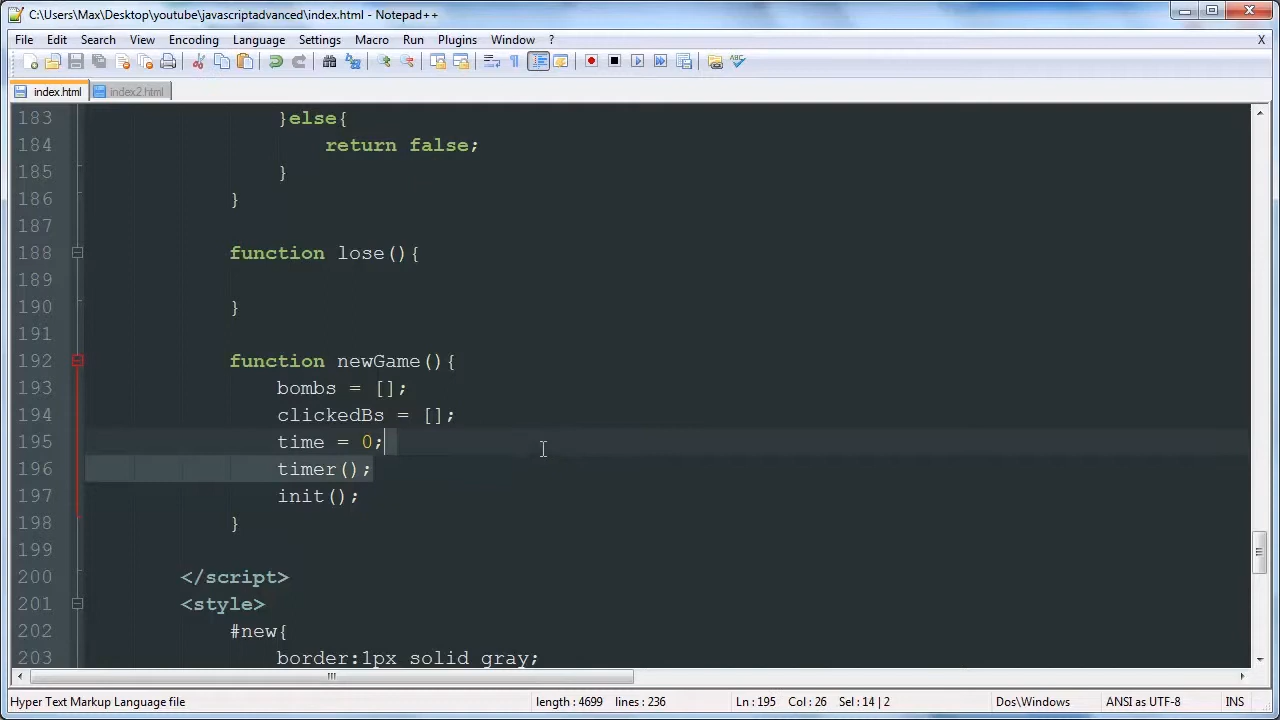 C:\Users\Max\Desktop\youtube\javascriptadvanced\index.html - Notepad++
File Edit Search View Encoding Language Settings Macro Run Plugins Window ? X
index.html index2.html
183 }else{
184 return false;
185 }
186 }
187
188 function lose(){
189
190 }
191
192 function newGame(){
193 bombs = [];
194 clickedBs = [];
195 time = 0;
196 timer();
197 init();
198 }
199
200 </script>
201 <style>
202 #new{
203 border:1px solid gray;
Hyper Text Markup Language file length : 4699 lines : 236 Ln : 195 Col : 26 Sel : 14 | 2 Dos\Windows ANSI as UTF-8 INS